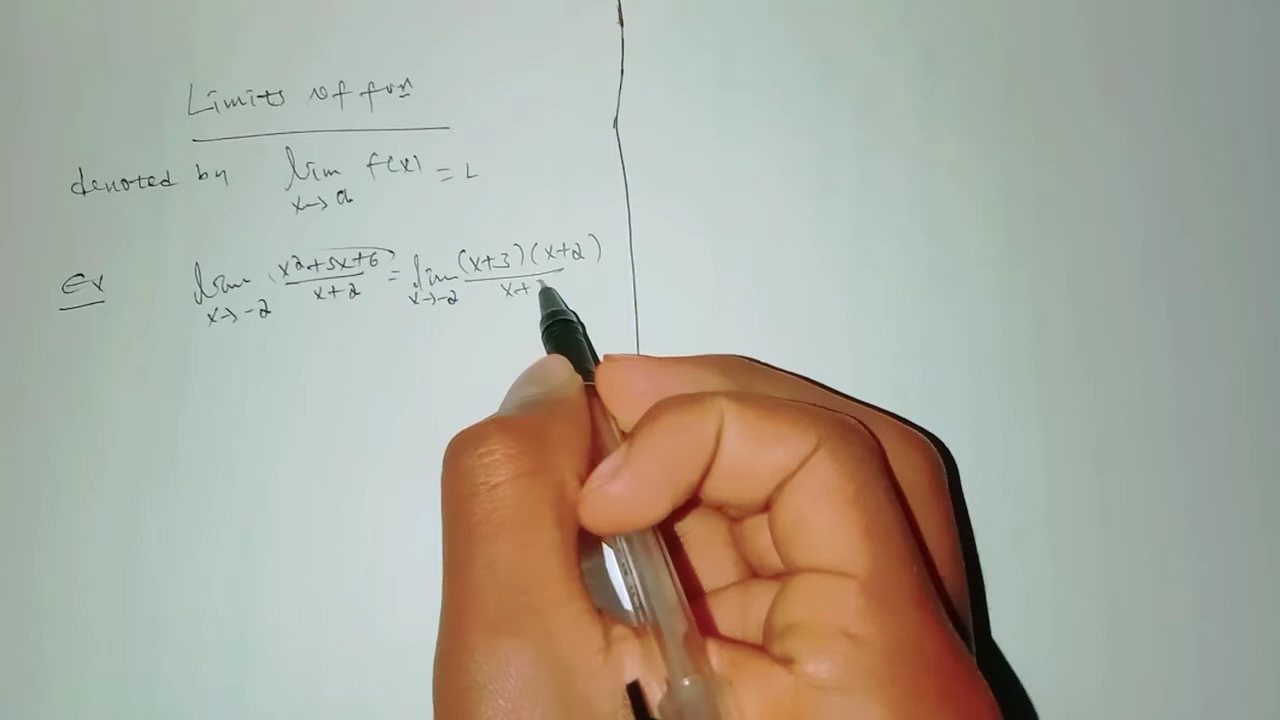 Limits of fxn
denoted by lim x→a f(x) = L
Ex lim x→-2 x²+5x+6 / x+2 = lim x→-2 (x+3)(x+2) / x+